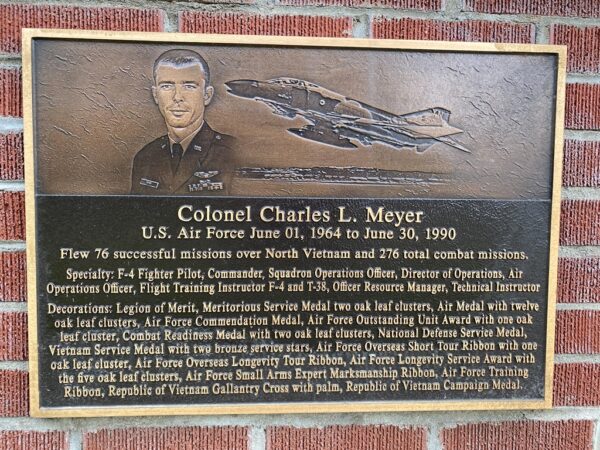 Colonel Charles L. Meyer
U.S. Air Force June 01, 1964 to June 30, 1990
Flew 76 successful missions over North Vietnam and 276 total combat missions.
Specialty: F-4 Fighter Pilot, Commander, Squadron Operations Officer, Director of Operations, Air
Operations Officer, Flight Training Instructor F-4 and T-38, Officer Resource Manager, Technical Instructor
Decorations: Legion of Merit, Meritorious Service Medal two oak leaf clusters, Air Medal with twelve
oak leaf clusters, Air Force Commendation Medal, Air Force Outstanding Unit Award with one oak
leaf cluster, Combat Readiness Medal with two oak leaf clusters, National Defense Service Medal,
Vietnam Service Medal with two bronze service stars, Air Force Overseas Short Tour Ribbon with one
oak leaf cluster, Air Force Overseas Longevity Tour Ribbon, Air Force Longevity Service Award with
the five oak leaf clusters, Air Force Small Arms Expert Marksmanship Ribbon, Air Force Training
Ribbon, Republic of Vietnam Gallantry Cross with palm, Republic of Vietnam Campaign Medal.